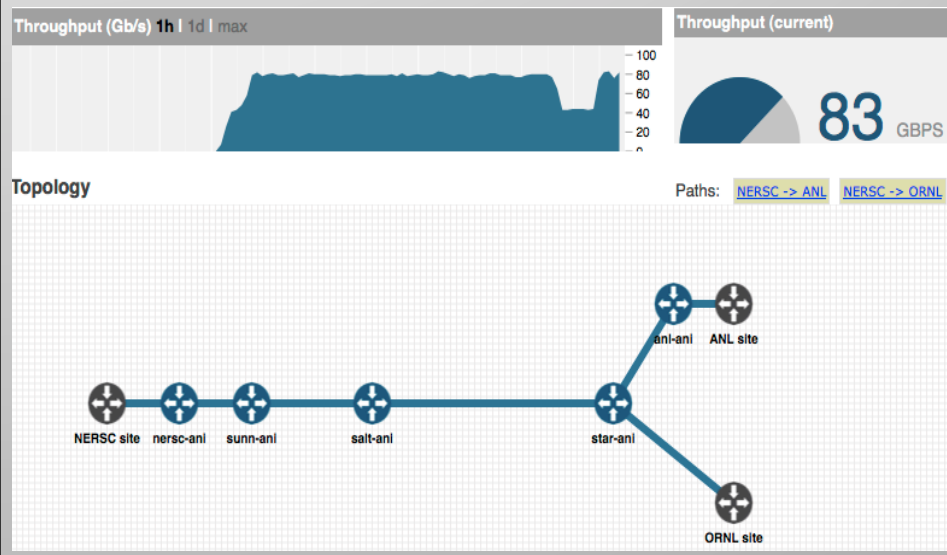 Throughput (Gb/s) 1h | 1d | max
Throughput (current)
100
80
60
40
20
0
83 GBPS
Topology
Paths: NERSC -> ANL NERSC -> ORNL
anl-ani ANL site
NERSC site nersc-ani sunn-ani salt-ani star-ani
ORNL site